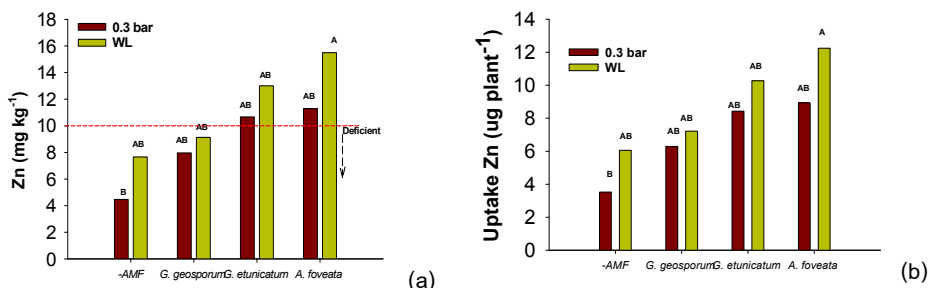 18
16
14
12
10
8
6
4
2
0
Zn (mg kg⁻¹)
0.3 bar
WL
B
AB
AB
AB
AB
AB
AB
A
Deficient
-AMF G. geosporum G. etunicatum A. foveata
(a)
14
12
10
8
6
4
2
0
Uptake Zn (ug plant⁻¹)
0.3 bar
WL
B
AB
AB
AB
AB
AB
AB
A
-AMF G. geosporum G. etunicatum A. foveata
(b)